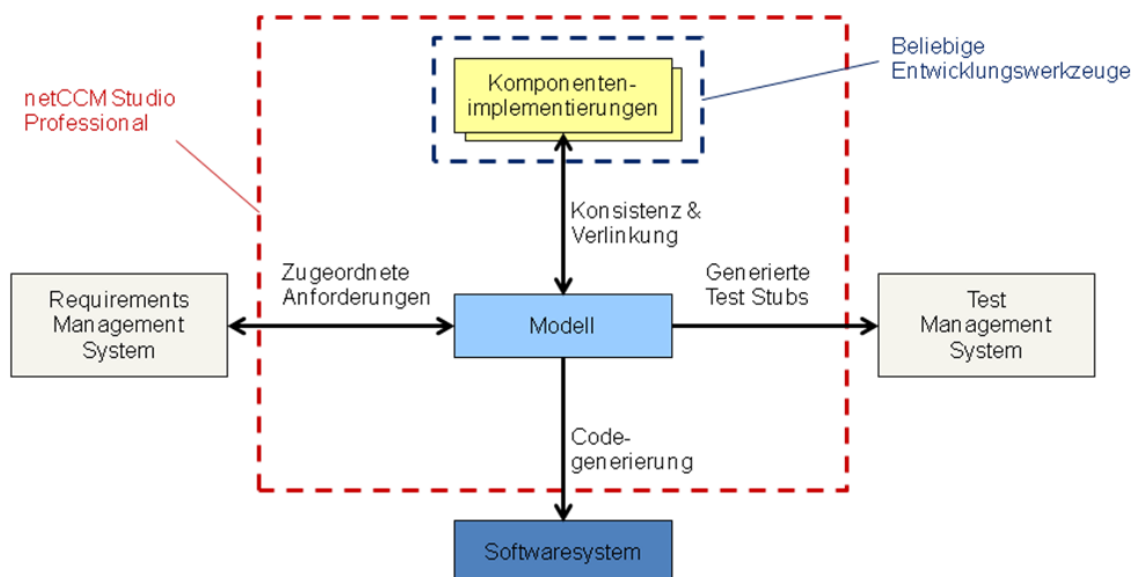 Beliebige
Entwicklungswerkzeuge
Komponenten-
implementierungen
netCCM Studio
Professional
Konsistenz &
Verlinkung
Zugeordnete
Anforderungen
Generierte
Test Stubs
Requirements
Management
System
Modell
Test
Management
System
Code-
generierung
Softwaresystem